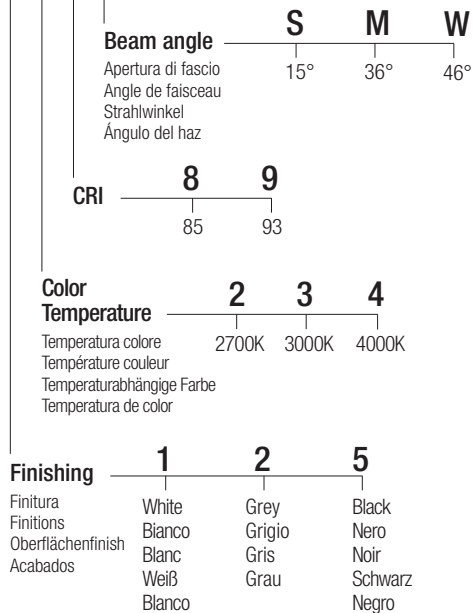 S M W
Beam angle
15° 36° 46°
Apertura di fascio
Angle de faisceau
Strahlwinkel
Ángulo del haz
8 9
CRI
85 93
Color
Temperature
2 3 4
2700K 3000K 4000K
Temperatura colore
Température couleur
Temperaturabhängige Farbe
Temperatura de color
1 2 5
Finishing
Finitura
Finitions
Oberflächenfinish
Acabados
White Grey Black
Bianco Grigio Nero
Blanc Gris Noir
Weiß Grau Schwarz
Blanco Negro